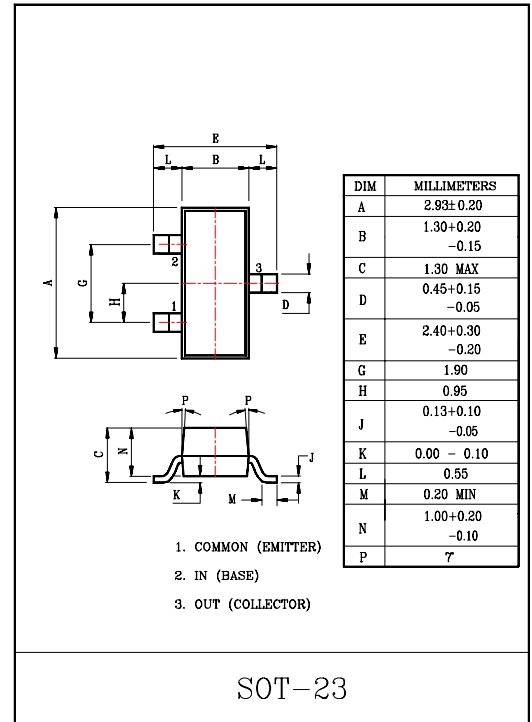 E
L B L
A
G
H
2
1
3
D
P P
C
N
K
M
J
DIM MILLIMETERS
A 2.93±0.20
B 1.30+0.20
−0.15
C 1.30 MAX
D 0.45+0.15
−0.05
E 2.40+0.30
−0.20
G 1.90
H 0.95
J 0.13+0.10
−0.05
K 0.00 − 0.10
L 0.55
M 0.20 MIN
N 1.00+0.20
−0.10
P 7°
1. COMMON (EMITTER)
2. IN (BASE)
3. OUT (COLLECTOR)
SOT−23